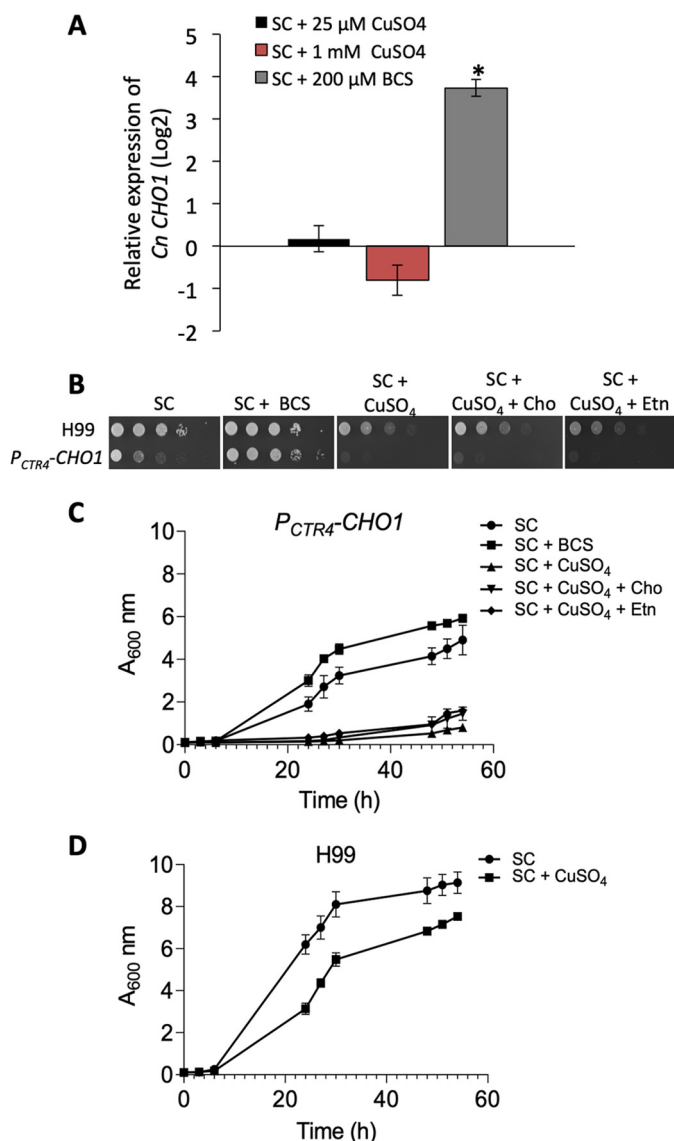 A
SC + 25 µM CuSO4
SC + 1 mM CuSO4
SC + 200 µM BCS
*
Relative expression of
Cn CHO1 (Log2)
5
4
3
2
1
0
-1
-2
B
SC
SC + BCS
SC +
CuSO4
SC +
CuSO4 + Cho
SC +
CuSO4 + Etn
H99
PCTR4-CHO1
C
PCTR4-CHO1
SC
SC + BCS
SC + CuSO4
SC + CuSO4 + Cho
SC + CuSO4 + Etn
A600 nm
10
8
6
4
2
0
0 20 40 60
Time (h)
D
H99
SC
SC + CuSO4
A600 nm
10
8
6
4
2
0
0 20 40 60
Time (h)